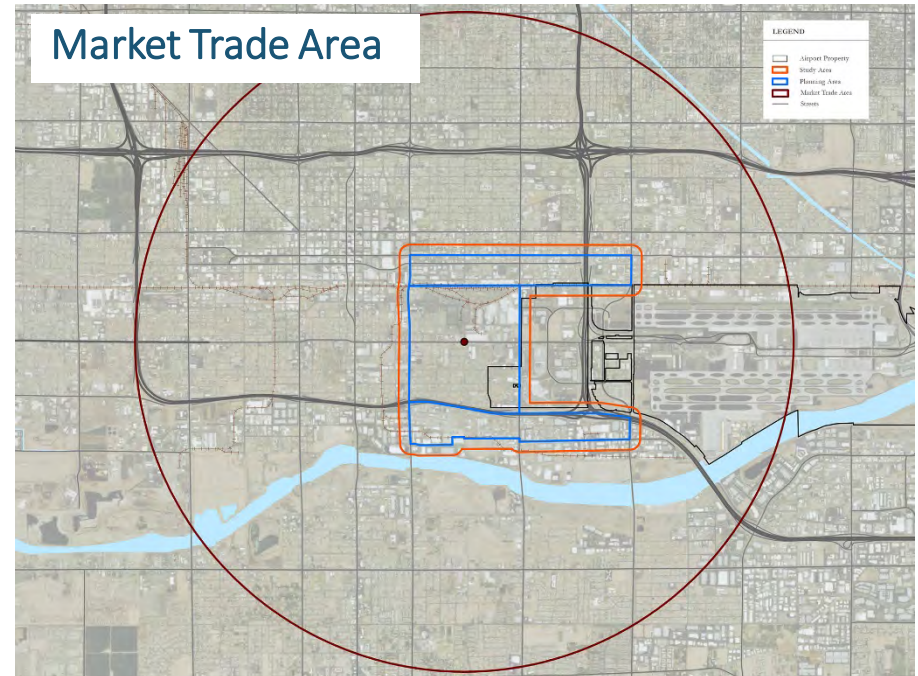 Market Trade Area
LEGEND
Airport Property
Study Area
Planning Area
Market Trade Area
Streets